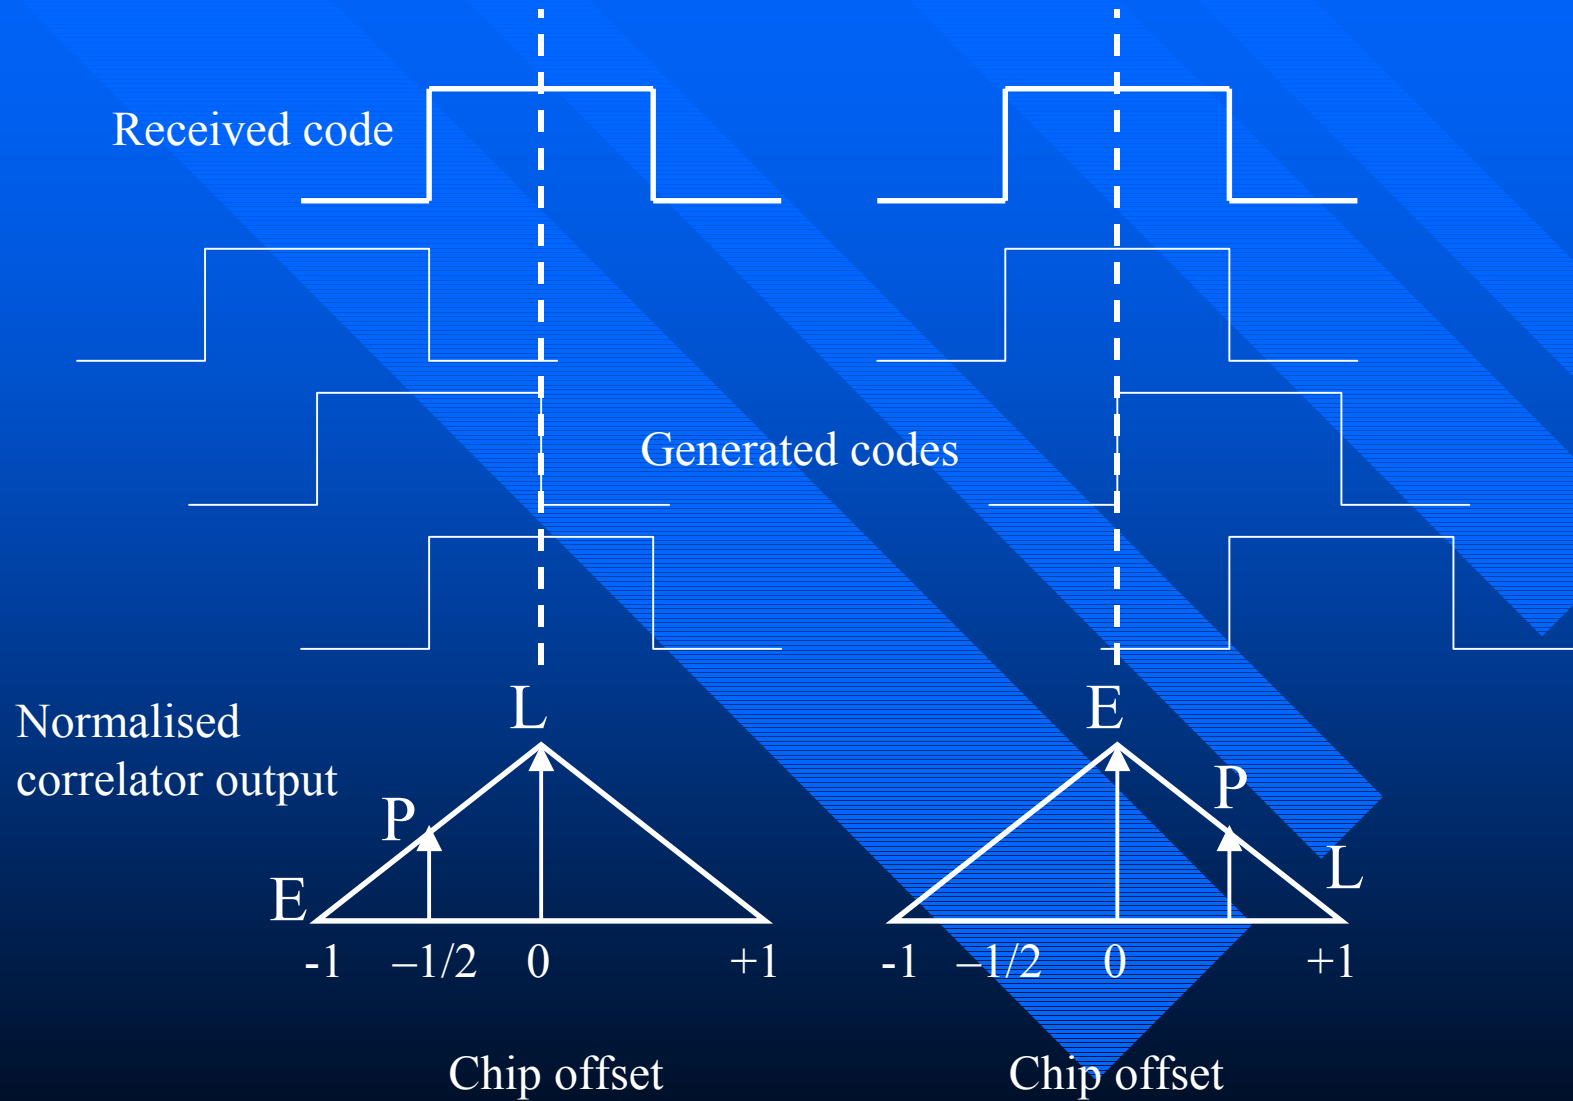 Received code
Generated codes
Normalised
correlator output
L
P
E
-1 –1/2 0 +1
Chip offset
E
P
L
-1 –1/2 0 +1
Chip offset